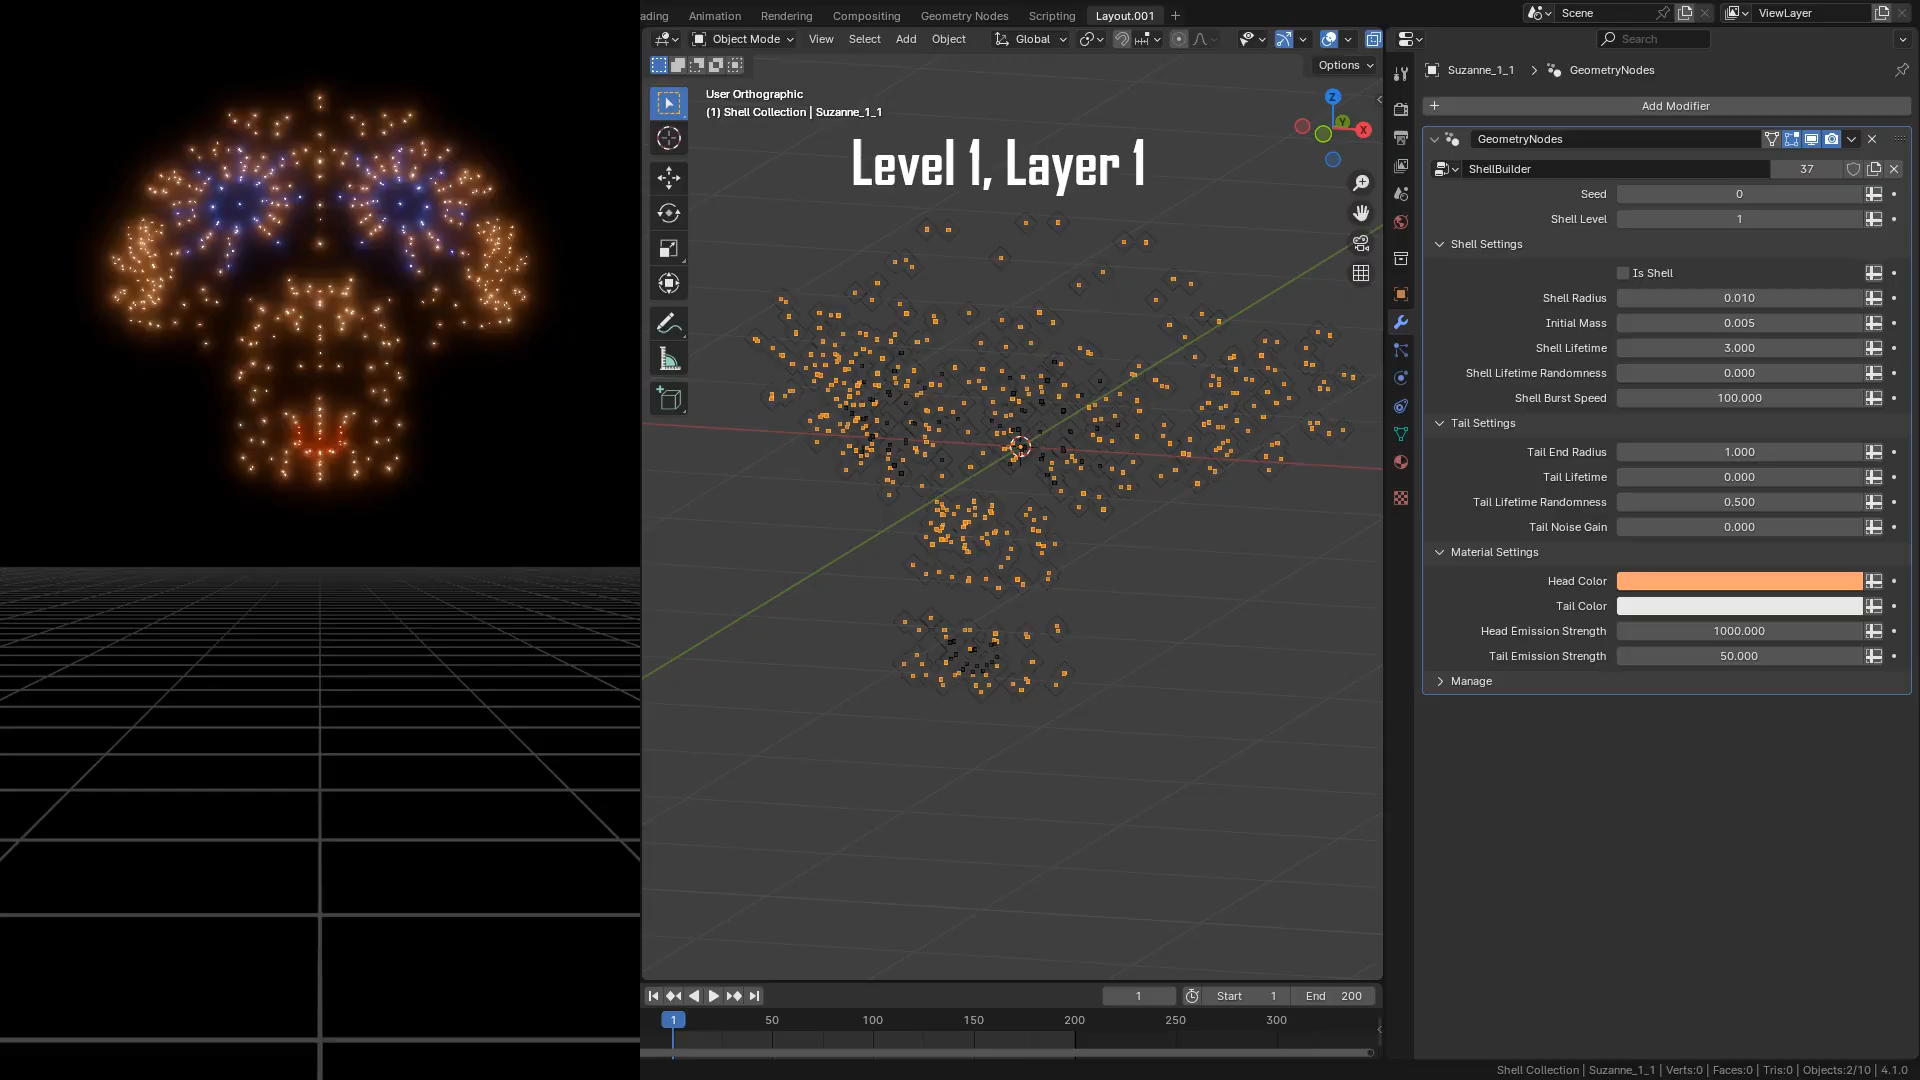 ading Animation Rendering Compositing Geometry Nodes Scripting Layout.001 + Scene ViewLayer
Object Mode View Select Add Object Global Search
Options
Suzanne_1_1 > GeometryNodes
User Orthographic
(1) Shell Collection | Suzanne_1_1
Z
Y
X
Level 1, Layer 1
+ Add Modifier
GeometryNodes
ShellBuilder 37
Seed 0
Shell Level 1
Shell Settings
Is Shell
Shell Radius 0.010
Initial Mass 0.005
Shell Lifetime 3.000
Shell Lifetime Randomness 0.000
Shell Burst Speed 100.000
Tail Settings
Tail End Radius 1.000
Tail Lifetime 0.000
Tail Lifetime Randomness 0.500
Tail Noise Gain 0.000
Material Settings
Head Color
Tail Color
Head Emission Strength 1000.000
Tail Emission Strength 50.000
Manage
1 Start 1 End 200
1 50 100 150 200 250 300
Shell Collection | Suzanne_1_1 | Verts:0 | Faces:0 | Tris:0 | Objects:2/10 | 4.1.0